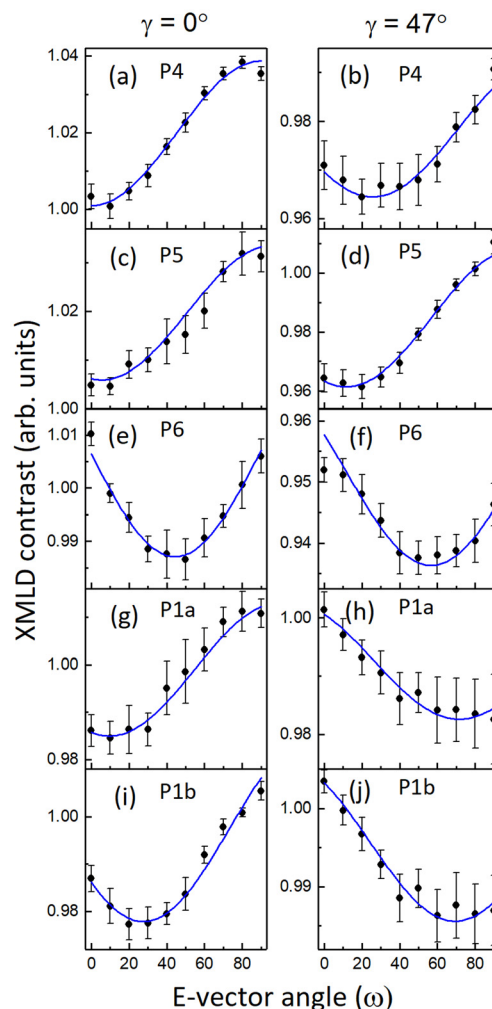 γ = 0°
γ = 47°
(a) P4
(b) P4
1.04
1.02
1.00
0.98
0.96
(c) P5
(d) P5
1.02
1.00
1.00
0.98
0.96
(e) P6
(f) P6
1.01
1.00
0.99
0.96
0.95
0.94
(g) P1a
(h) P1a
1.00
0.98
1.00
0.98
(i) P1b
(j) P1b
1.00
0.98
1.00
0.99
0 20 40 60 80
0 20 40 60 80
XMLD contrast (arb. units)
E-vector angle (ω)